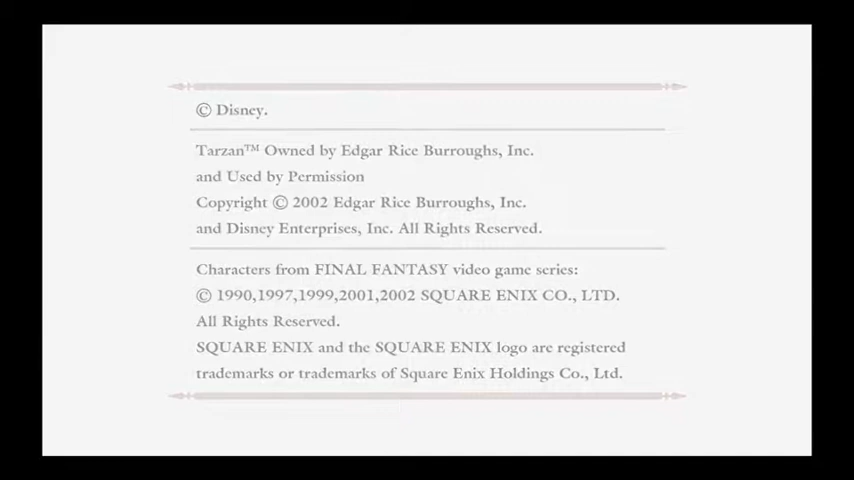 © Disney.
Tarzan™ Owned by Edgar Rice Burroughs, Inc.
and Used by Permission
Copyright © 2002 Edgar Rice Burroughs, Inc.
and Disney Enterprises, Inc. All Rights Reserved.
Characters from FINAL FANTASY video game series:
© 1990,1997,1999,2001,2002 SQUARE ENIX CO., LTD.
All Rights Reserved.
SQUARE ENIX and the SQUARE ENIX logo are registered
trademarks or trademarks of Square Enix Holdings Co., Ltd.